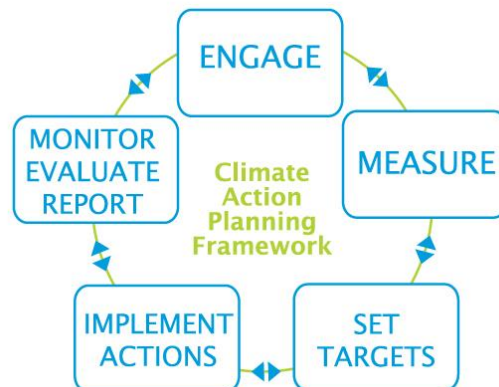 ENGAGE
MEASURE
SET
TARGETS
IMPLEMENT
ACTIONS
MONITOR
EVALUATE
REPORT
Climate
Action
Planning
Framework